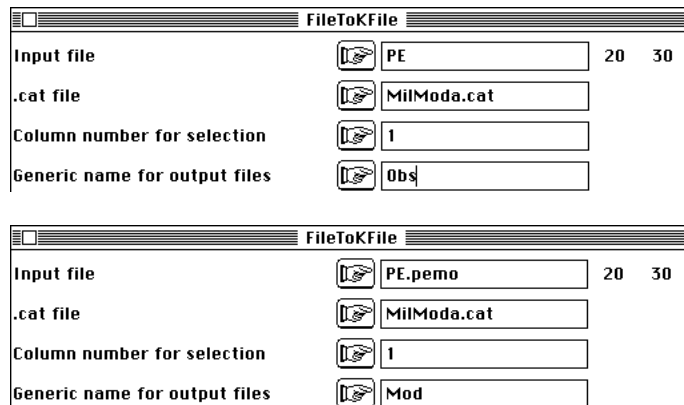 FileToKFile
Input file PE 20 30
.cat file MilModa.cat
Column number for selection 1
Generic name for output files Obs
FileToKFile
Input file PE.pemo 20 30
.cat file MilModa.cat
Column number for selection 1
Generic name for output files Mod